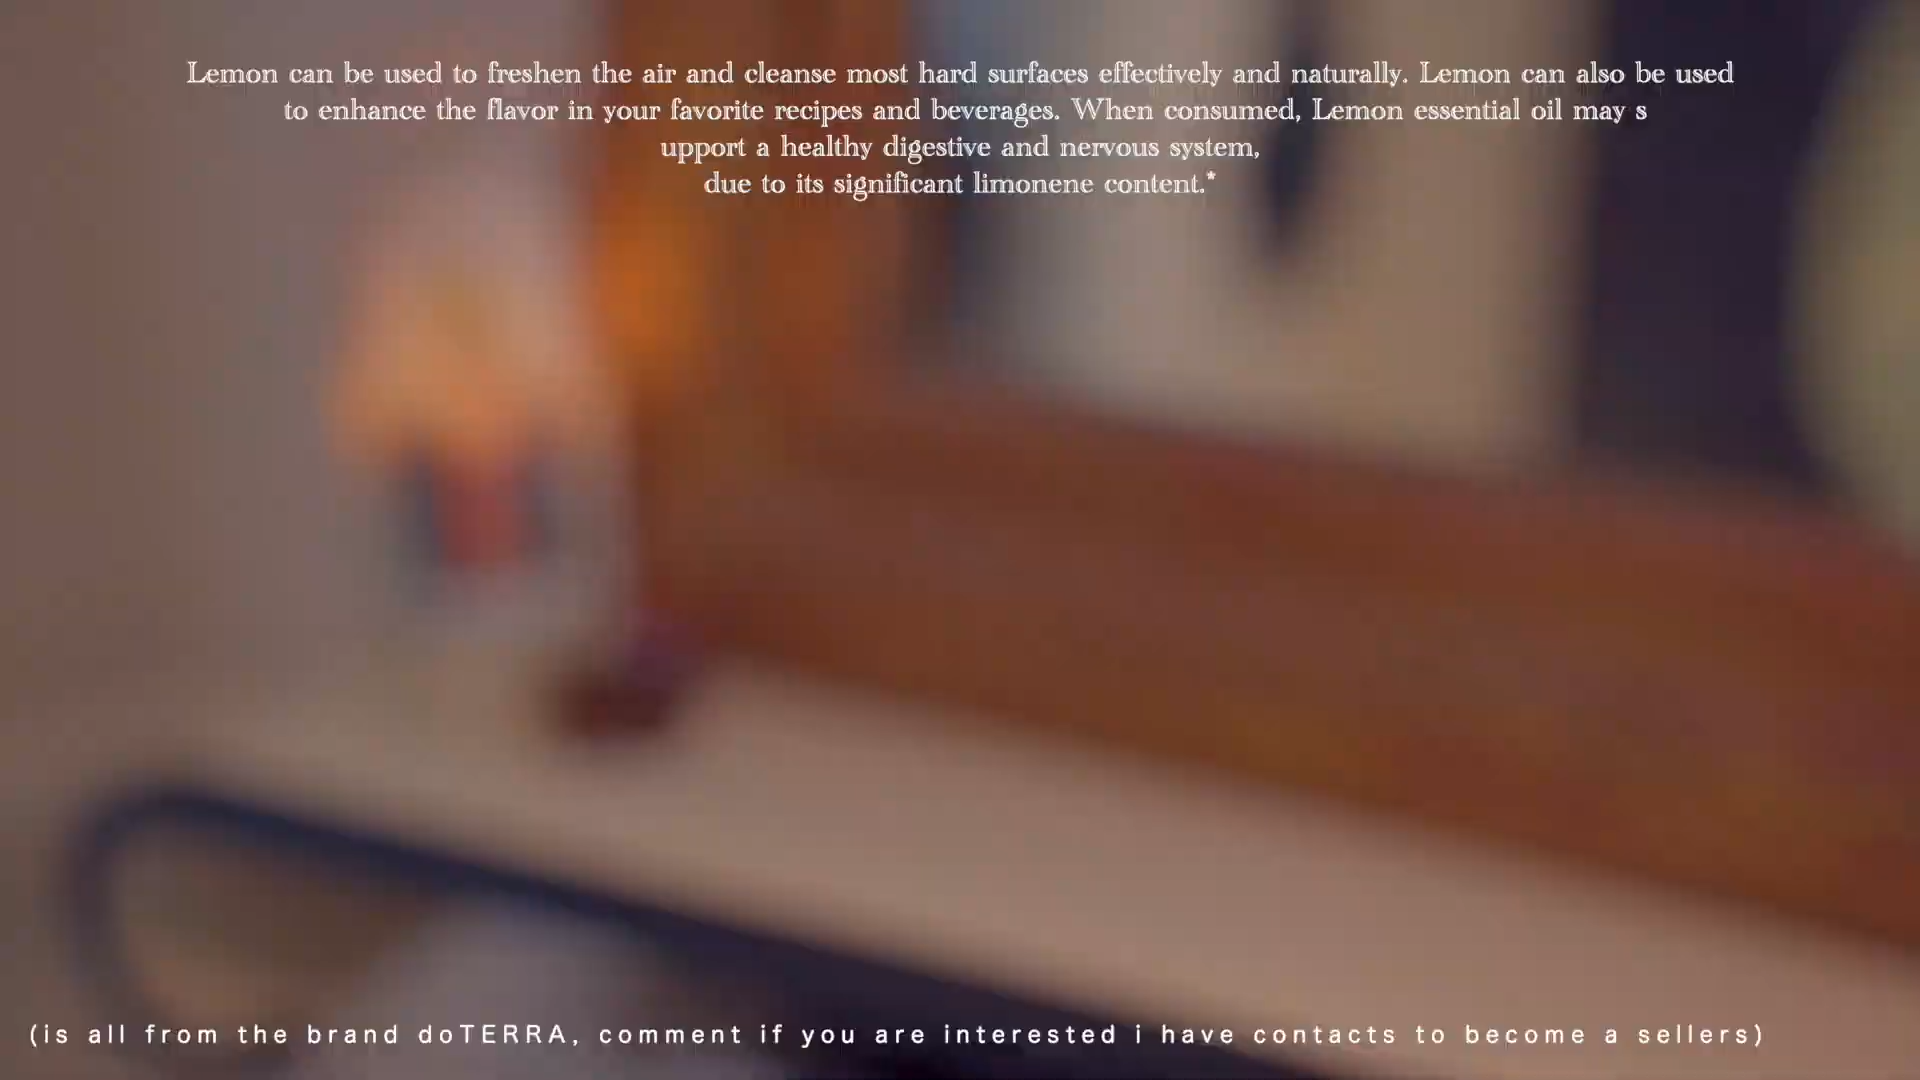 Lemon can be used to freshen the air and cleanse most hard surfaces effectively and naturally. Lemon can also be used
to enhance the flavor in your favorite recipes and beverages. When consumed, Lemon essential oil may s
upport a healthy digestive and nervous system,
due to its significant limonene content.*
(is all from the brand doTERRA, comment if you are interested i have contacts to become a sellers)